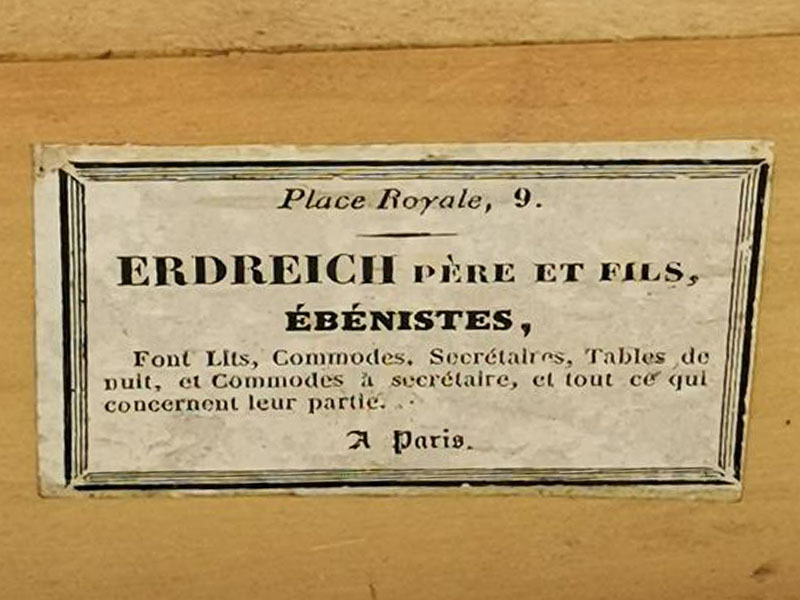 Place Royale, 9.
ERDREICH PÈRE ET FILS,
ÉBÉNISTES,
Font Lits, Commodes, Secrétaires, Tables de
nuit, et Commodes à secrétaire, et tout ce qui
concernent leur partie.
A Paris.